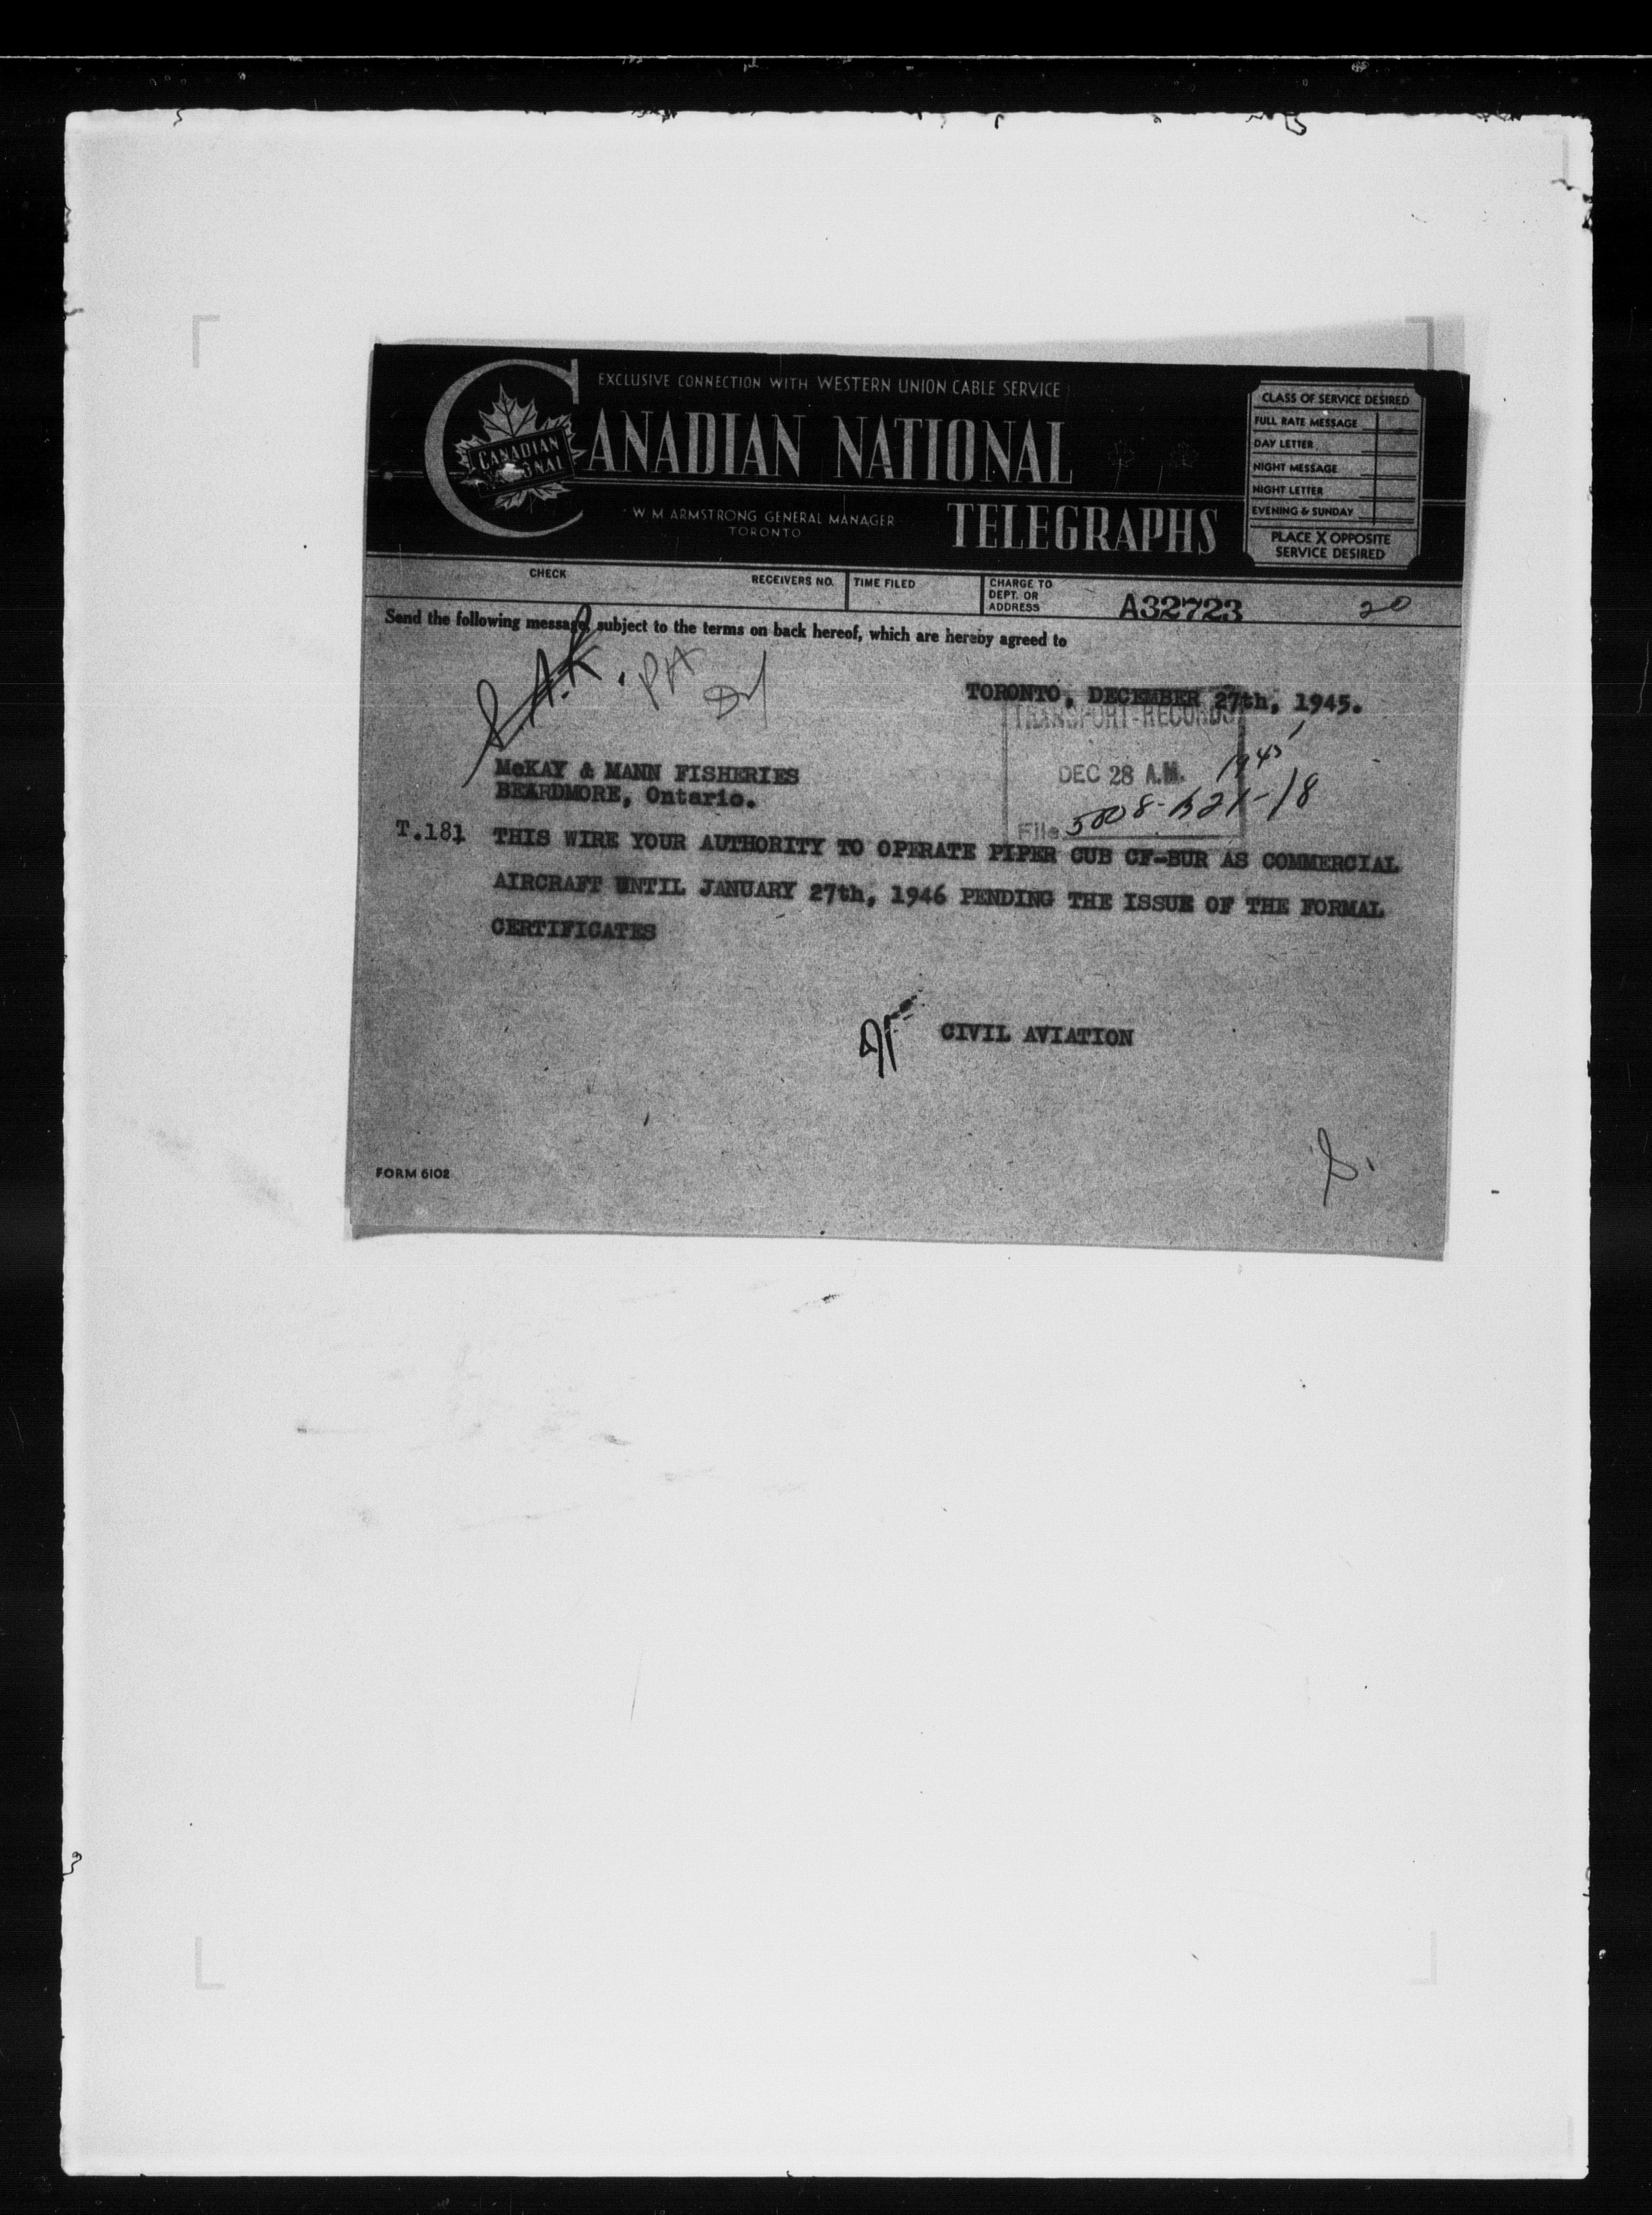 EXCLUSIVE CONNECTION WITH WESTERN UNION CABLE SERVICE
CANADIAN NATIONAL
CANADIAN NATIONAL
TELEGRAPHS
W M ARMSTRONG GENERAL MANAGER
TORONTO
CLASS OF SERVICE DESIRED
FULL RATE MESSAGE
DAY LETTER
NIGHT MESSAGE
NIGHT LETTER
EVENING & SUNDAY
PLACE X OPPOSITE
SERVICE DESIRED
CHECK
RECEIVERS NO.
TIME FILED
CHARGE TO
DEPT. OR
ADDRESS
A32723
20
Send the following message, subject to the terms on back hereof, which are hereby agreed to
PA
TORONTO, DECEMBER 27th, 1945.
TRANSPORT-RECORDS
DEC 28 A.M. 1945
File
McKAY & MANN FISHERIES
BEARDMORE, Ontario.
T.181 THIS WIRE YOUR AUTHORITY TO OPERATE PIPER CUB CF-BUR AS COMMERCIAL
AIRCRAFT UNTIL JANUARY 27th, 1946 PENDING THE ISSUE OF THE FORMAL
CERTIFICATES
CIVIL AVIATION
FORM 6102